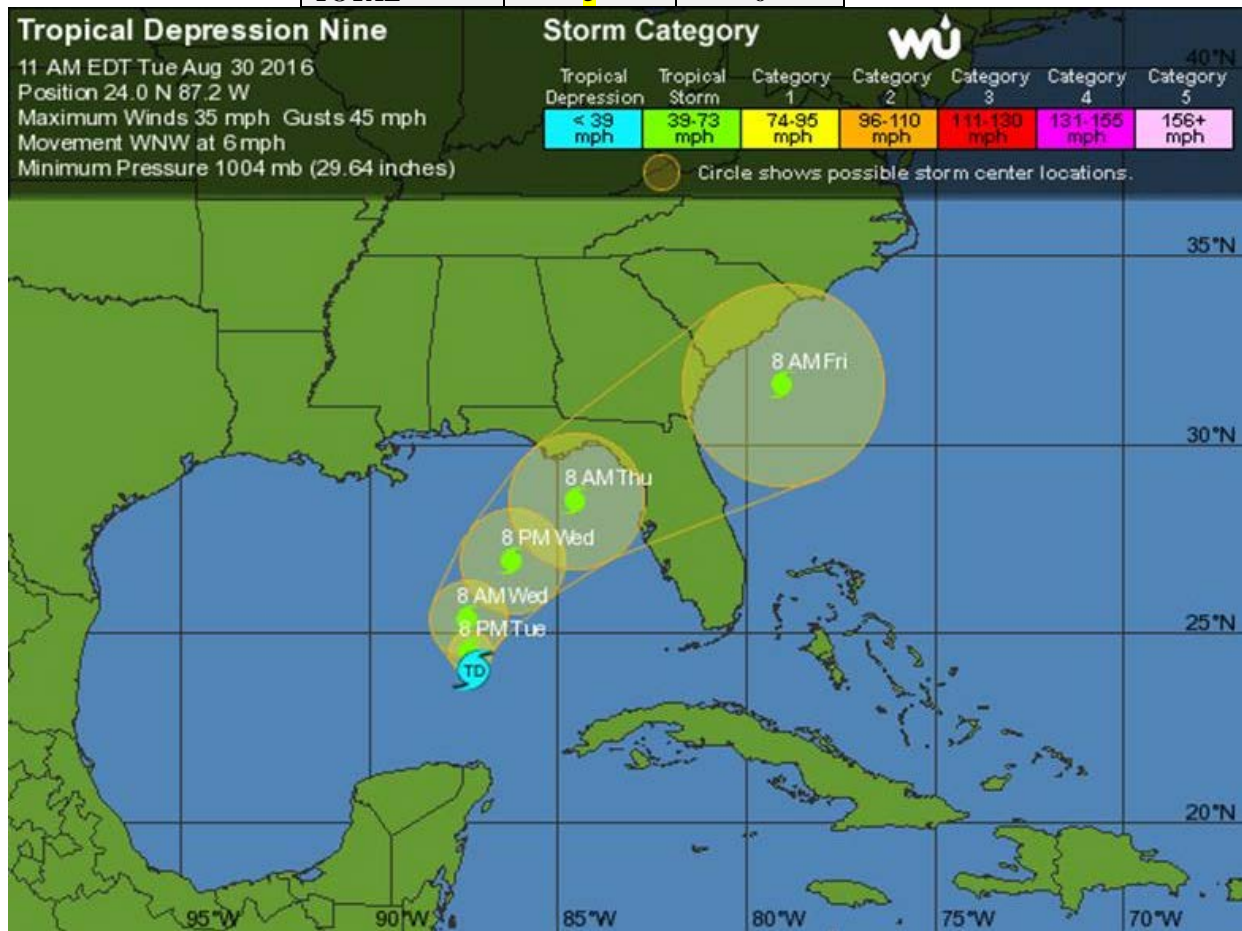 TOTAL
Tropical Depression Nine
11 AM EDT Tue Aug 30 2016
Position 24.0 N 87.2 W
Maximum Winds 35 mph Gusts 45 mph
Movement WNW at 6 mph
Minimum Pressure 1004 mb (29.64 inches)
Storm Category
wu
Tropical Depression
Tropical Storm
Category 1
Category 2
Category 3
Category 4
Category 5
< 39 mph
39-73 mph
74-95 mph
96-110 mph
111-130 mph
131-155 mph
156+ mph
Circle shows possible storm center locations.
40°N
35°N
8 AM Fri
30°N
8 AM Thu
8 PM Wed
8 AM Wed
25°N
8 PM Tue
TD
20°N
95°W
90°W
85°W
80°W
75°W
70°W